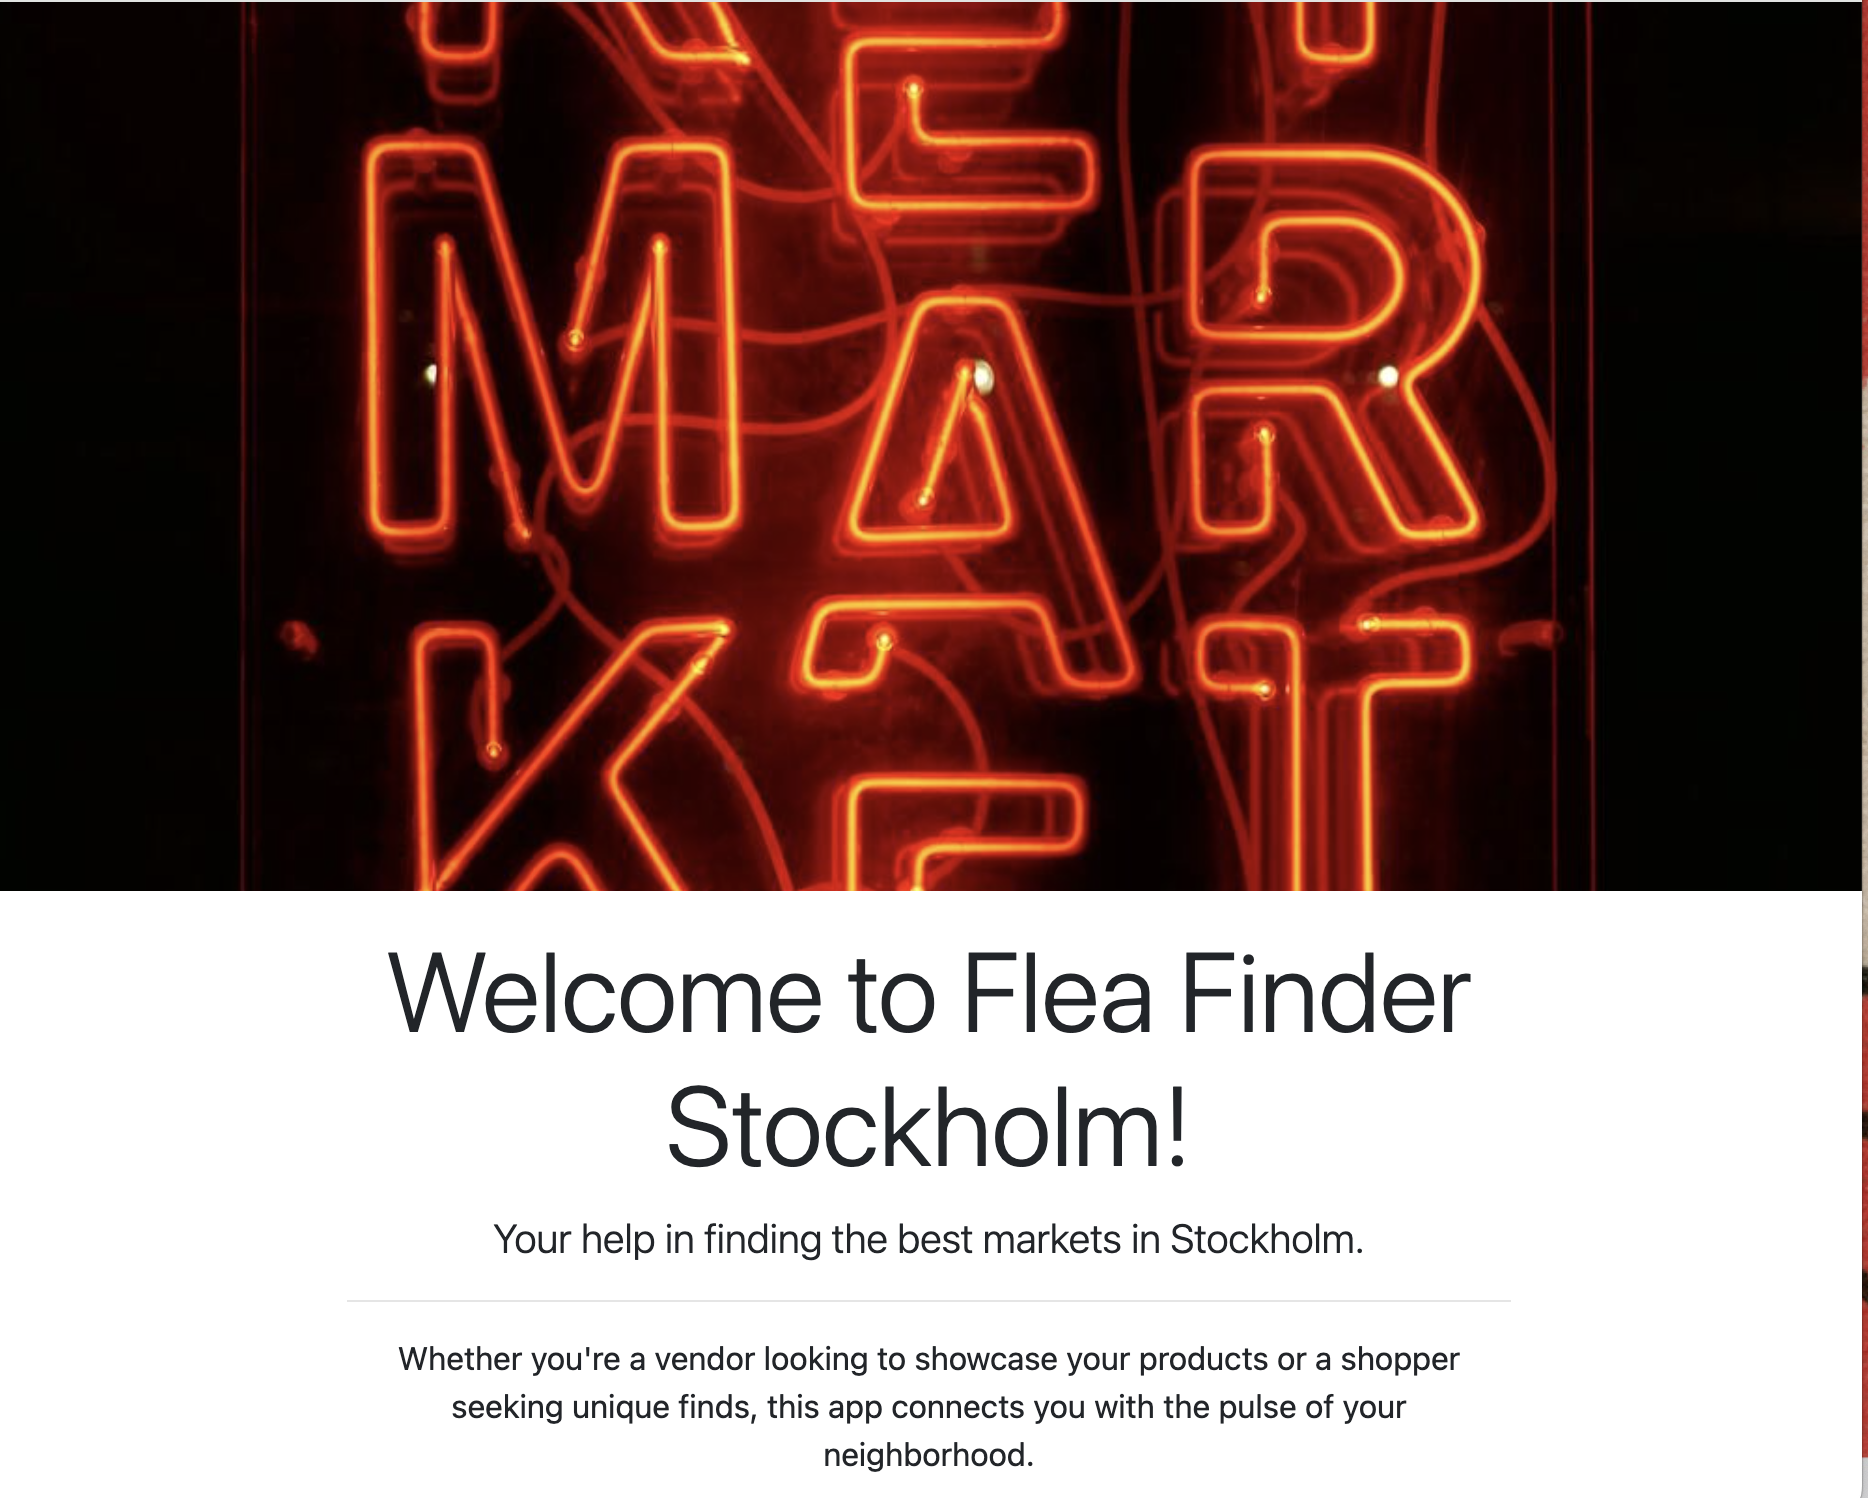 MAR
KET
Welcome to Flea Finder
Stockholm!
Your help in finding the best markets in Stockholm.
Whether you're a vendor looking to showcase your products or a shopper
seeking unique finds, this app connects you with the pulse of your
neighborhood.